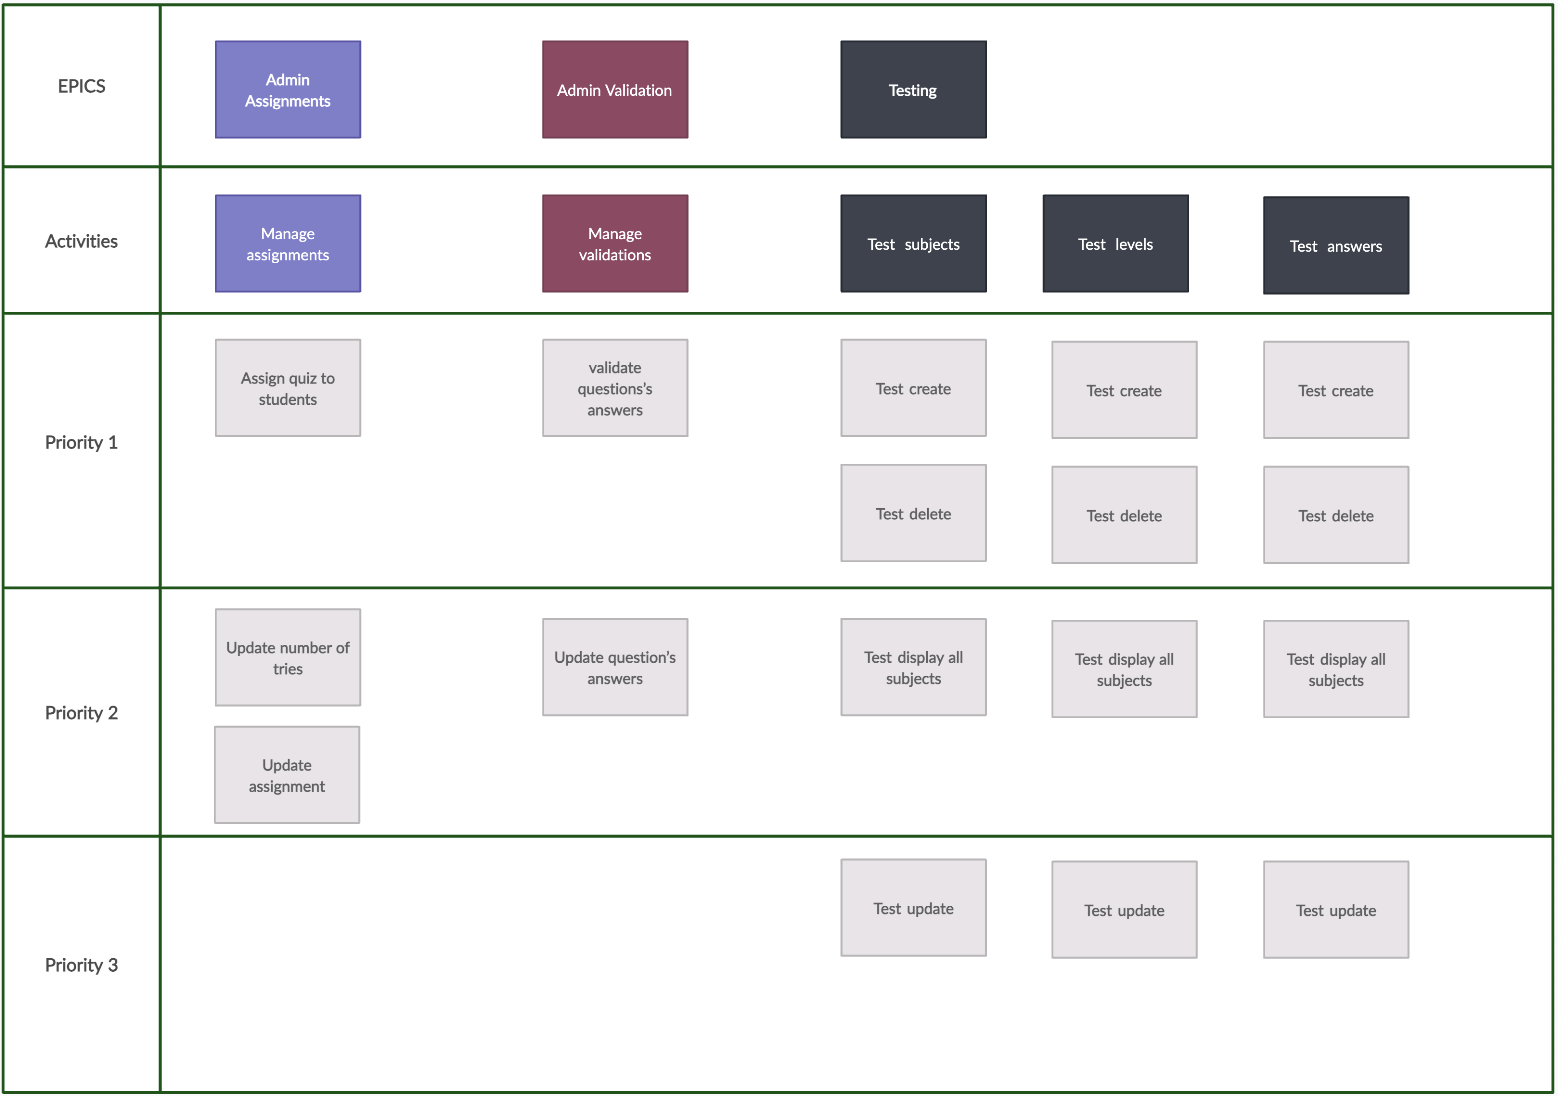 EPICS
Admin
Assignments
Admin Validation
Testing
Activities
Manage
assignments
Manage
validations
Test subjects
Test levels
Test answers
Priority 1
Assign quiz to
students
validate
questions's
answers
Test create
Test create
Test create
Test delete
Test delete
Test delete
Priority 2
Update number of
tries
Update question's
answers
Test display all
subjects
Test display all
subjects
Test display all
subjects
Update
assignment
Priority 3
Test update
Test update
Test update